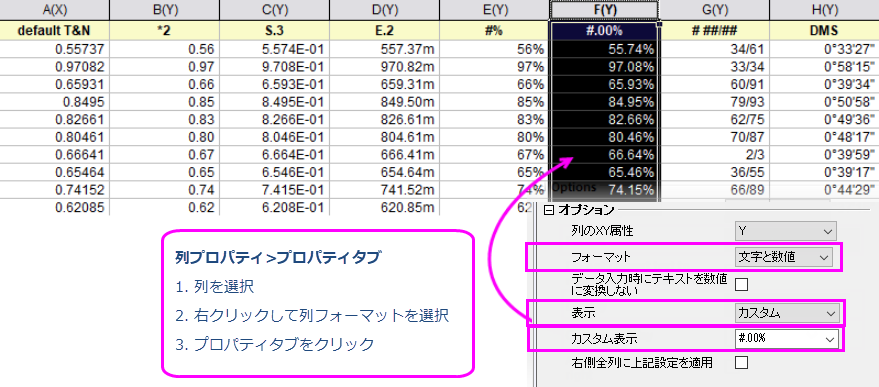 A(X) B(Y) C(Y) D(Y) E(Y) F(Y) G(Y) H(Y)
default T&N *2 S.3 E.2 #% #.00% # ##/## DMS
0.55737 0.56 5.574E-01 557.37m 56% 55.74% 34/61 0°33'27"
0.97082 0.97 9.708E-01 970.82m 97% 97.08% 33/34 0°58'15"
0.65931 0.66 6.593E-01 659.31m 66% 65.93% 60/91 0°39'34"
0.8495 0.85 8.495E-01 849.50m 85% 84.95% 79/93 0°50'58"
0.82661 0.83 8.266E-01 826.61m 83% 82.66% 62/75 0°49'36"
0.80461 0.80 8.046E-01 804.61m 80% 80.46% 70/87 0°48'17"
0.66641 0.67 6.664E-01 666.41m 67% 66.64% 2/3 0°39'59"
0.65464 0.65 6.546E-01 654.64m 65% 65.46% 36/55 0°39'17"
0.74152 0.74 7.415E-01 741.52m 74% 74.15% 66/89 0°44'29"
0.62085 0.62 6.208E-01 620.85m 62
Options
列プロパティ>プロパティタブ
1. 列を選択
2. 右クリックして列フォーマットを選択
3. プロパティタブをクリック
オプション
列のXY属性 Y
フォーマット 文字と数値
データ入力時にテキストを数値
に変換しない
表示 カスタム
カスタム表示 #.00%
右側全列に上記設定を適用